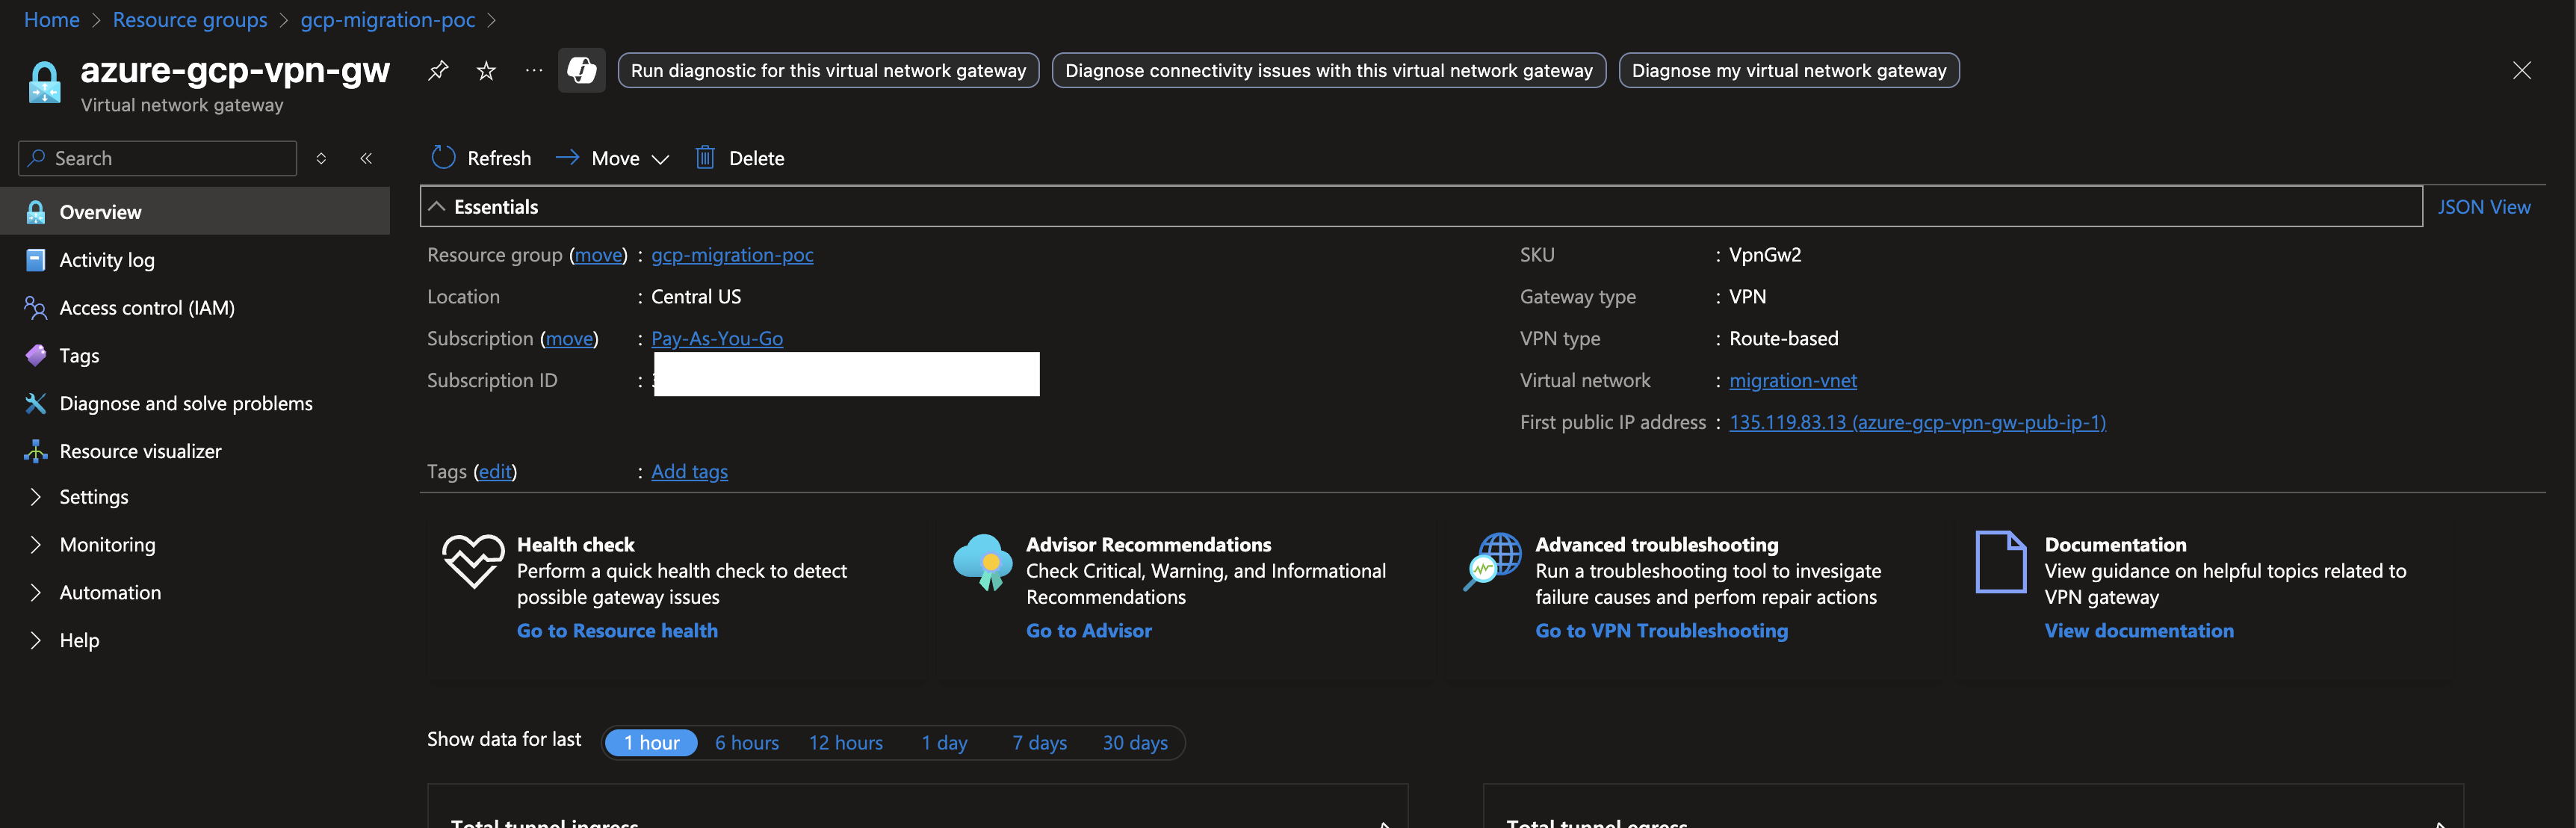 Home > Resource groups > gcp-migration-poc >
azure-gcp-vpn-gw
Virtual network gateway
Run diagnostic for this virtual network gateway
Diagnose connectivity issues with this virtual network gateway
Diagnose my virtual network gateway
Search
Refresh
Move
Delete
Overview
Activity log
Access control (IAM)
Tags
Diagnose and solve problems
Resource visualizer
Settings
Monitoring
Automation
Help
Essentials
JSON View
Resource group (move) : gcp-migration-poc
Location : Central US
Subscription (move) : Pay-As-You-Go
Subscription ID :
SKU : VpnGw2
Gateway type : VPN
VPN type : Route-based
Virtual network : migration-vnet
First public IP address : 135.119.83.13 (azure-gcp-vpn-gw-pub-ip-1)
Tags (edit) : Add tags
Health check
Perform a quick health check to detect
possible gateway issues
Go to Resource health
Advisor Recommendations
Check Critical, Warning, and Informational
Recommendations
Go to Advisor
Advanced troubleshooting
Run a troubleshooting tool to invesigate
failure causes and perfom repair actions
Go to VPN Troubleshooting
Documentation
View guidance on helpful topics related to
VPN gateway
View documentation
Show data for last
1 hour
6 hours
12 hours
1 day
7 days
30 days
Total tunnel ingress
Total tunnel egress